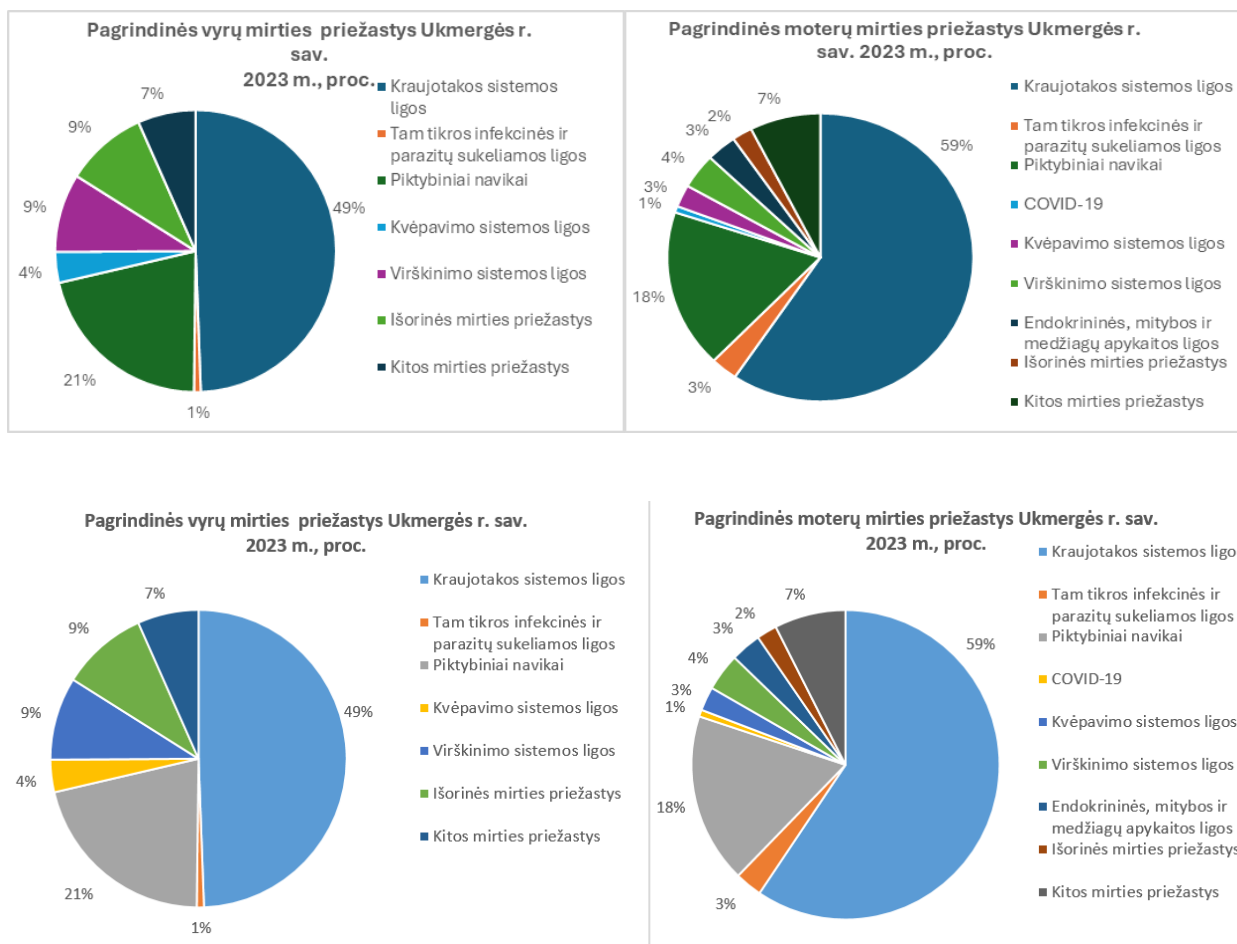 Pagrindinės vyrų mirties  priežastys Ukmergės r.
sav.
2023 m., proc.
Kraujotakos sistemos
ligos
Tam tikros infekcinės ir
parazitų sukeliamos ligos
Piktybiniai navikai
Kvėpavimo sistemos ligos
Virškinimo sistemos ligos
Išorinės mirties priežastys
Kitos mirties priežastys
7%
9%
9%
4%
21%
1%
49%
Pagrindinės moterų mirties priežastys Ukmergės r.
sav. 2023 m., proc.
Kraujotakos sistemos ligos
Tam tikros infekcinės ir
parazitų sukeliamos ligos
Piktybiniai navikai
COVID-19
Kvėpavimo sistemos ligos
Virškinimo sistemos ligos
Endokrininės, mitybos ir
medžiagų apykaitos ligos
Išorinės mirties priežastys
Kitos mirties priežastys
7%
2%
3%
4%
3%
1%
18%
3%
59%
Pagrindinės vyrų mirties  priežastys Ukmergės r. sav.
2023 m., proc.
Kraujotakos sistemos ligos
Tam tikros infekcinės ir
parazitų sukeliamos ligos
Piktybiniai navikai
Kvėpavimo sistemos ligos
Virškinimo sistemos ligos
Išorinės mirties priežastys
Kitos mirties priežastys
7%
9%
9%
4%
21%
1%
49%
Pagrindinės moterų mirties priežastys Ukmergės r. sav.
2023 m., proc.
Kraujotakos sistemos ligo
Tam tikros infekcinės ir
parazitų sukeliamos ligos
Piktybiniai navikai
COVID-19
Kvėpavimo sistemos ligos
Virškinimo sistemos ligos
Endokrininės, mitybos ir
medžiagų apykaitos ligos
Išorinės mirties priežastys
Kitos mirties priežastys
7%
2%
3%
4%
3%
1%
18%
3%
59%